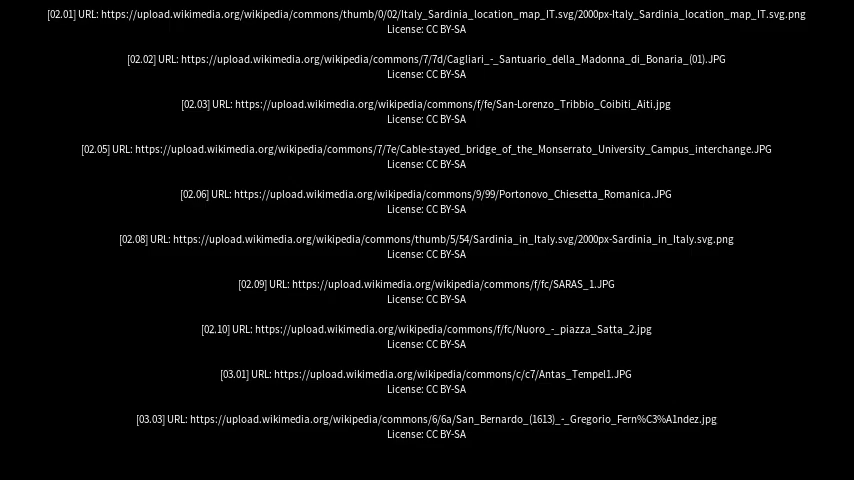 [02.01] URL: https://upload.wikimedia.org/wikipedia/commons/thumb/0/02/Italy_Sardinia_location_map_IT.svg/2000px-Italy_Sardinia_location_map_IT.svg.png
License: CC BY-SA
[02.02] URL: https://upload.wikimedia.org/wikipedia/commons/7/7d/Cagliari_-_Santuario_della_Madonna_di_Bonaria_(01).JPG
License: CC BY-SA
[02.03] URL: https://upload.wikimedia.org/wikipedia/commons/f/fe/San-Lorenzo_Tribbio_Coibiti_Aiti.jpg
License: CC BY-SA
[02.05] URL: https://upload.wikimedia.org/wikipedia/commons/7/7e/Cable-stayed_bridge_of_the_Monserrato_University_Campus_interchange.JPG
License: CC BY-SA
[02.06] URL: https://upload.wikimedia.org/wikipedia/commons/9/99/Portonovo_Chiesetta_Romanica.JPG
License: CC BY-SA
[02.08] URL: https://upload.wikimedia.org/wikipedia/commons/thumb/5/54/Sardinia_in_Italy.svg/2000px-Sardinia_in_Italy.svg.png
License: CC BY-SA
[02.09] URL: https://upload.wikimedia.org/wikipedia/commons/f/fc/SARAS_1.JPG
License: CC BY-SA
[02.10] URL: https://upload.wikimedia.org/wikipedia/commons/f/fc/Nuoro_-_piazza_Satta_2.jpg
License: CC BY-SA
[03.01] URL: https://upload.wikimedia.org/wikipedia/commons/c/c7/Antas_Tempel1.JPG
License: CC BY-SA
[03.03] URL: https://upload.wikimedia.org/wikipedia/commons/6/6a/San_Bernardo_(1613)_-_Gregorio_Fern%C3%A1ndez.jpg
License: CC BY-SA